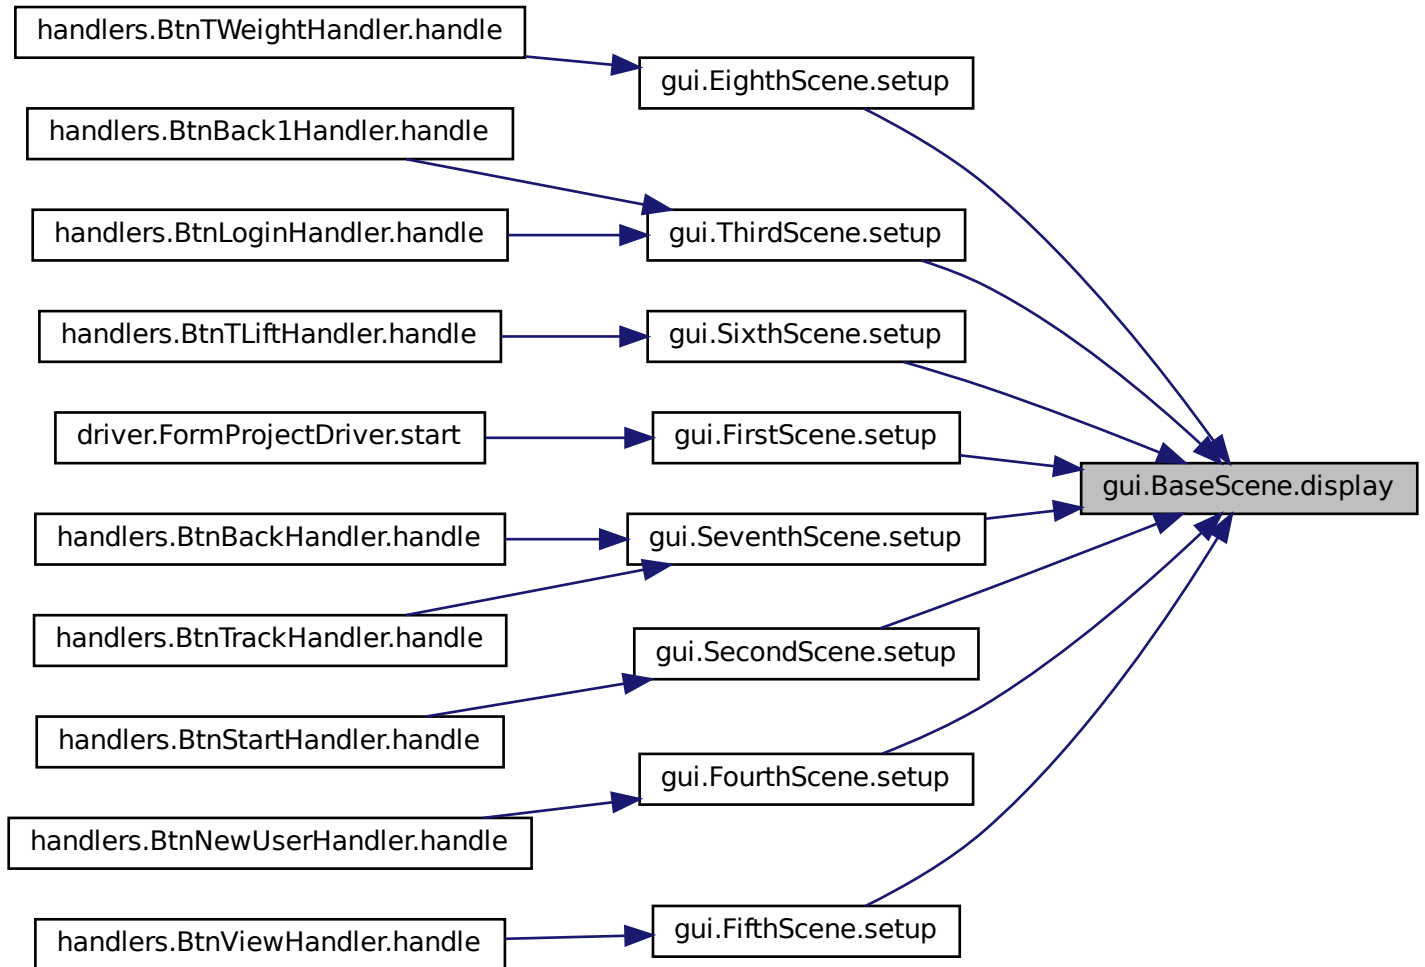 handlers.BtnTWeightHandler.handle
gui.EighthScene.setup
handlers.BtnBack1Handler.handle
handlers.BtnLoginHandler.handle
gui.ThirdScene.setup
handlers.BtnTLiftHandler.handle
gui.SixthScene.setup
driver.FormProjectDriver.start
gui.FirstScene.setup
gui.BaseScene.display
handlers.BtnBackHandler.handle
gui.SeventhScene.setup
handlers.BtnTrackHandler.handle
gui.SecondScene.setup
handlers.BtnStartHandler.handle
gui.FourthScene.setup
handlers.BtnNewUserHandler.handle
gui.FifthScene.setup
handlers.BtnViewHandler.handle